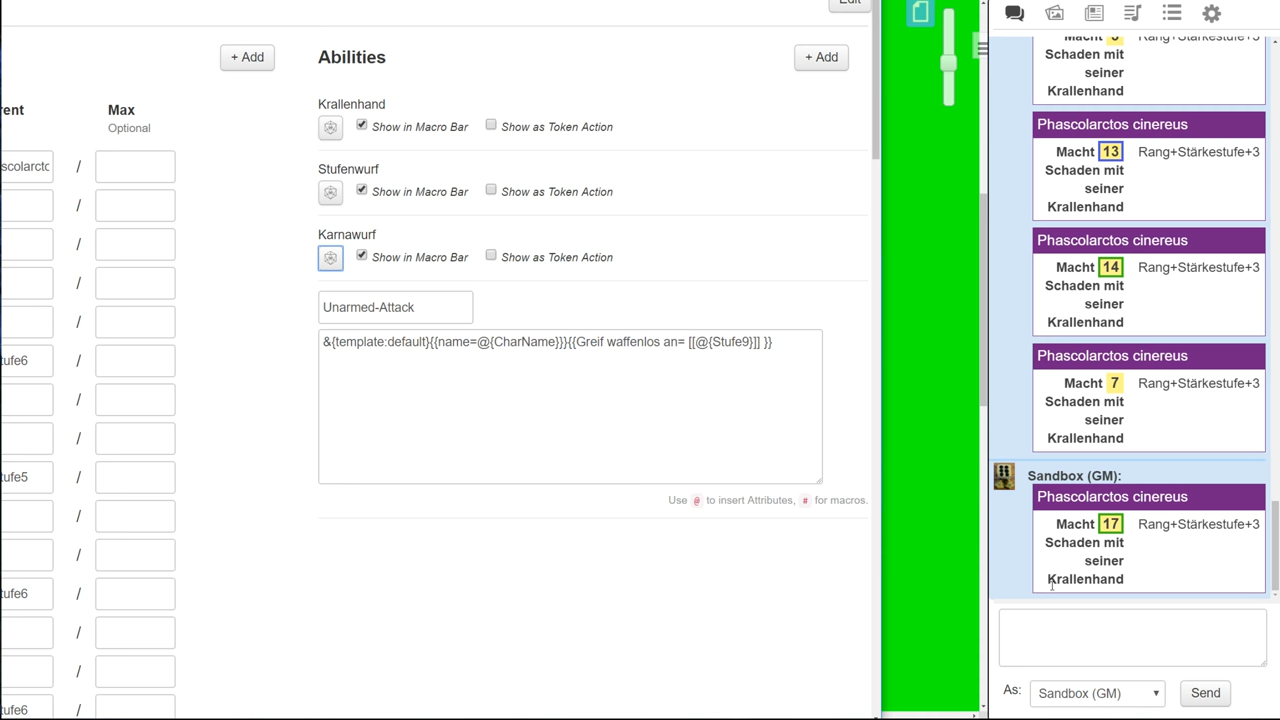 Edit
+ Add
Abilities
+ Add
rent
Max
Optional
scolarctc /
/
/
/
/
tufe6 /
/
/
tufe5 /
/
/
tufe6 /
/
/
tufe6 /
Krallenhand
Show in Macro Bar Show as Token Action
Stufenwurf
Show in Macro Bar Show as Token Action
Karnawurf
Show in Macro Bar Show as Token Action
Unarmed-Attack
&{template:default}{{name=@{CharName}}}{{Greif waffenlos an= [[@{Stufe9}]] }}
Use @ to insert Attributes, # for macros.
Rang+Stärkestufe+3
Macht
Schaden mit
seiner
Krallenhand
Phascolarctos cinereus
Macht 13 Rang+Stärkestufe+3
Schaden mit
seiner
Krallenhand
Phascolarctos cinereus
Macht 14 Rang+Stärkestufe+3
Schaden mit
seiner
Krallenhand
Phascolarctos cinereus
Macht 7 Rang+Stärkestufe+3
Schaden mit
seiner
Krallenhand
Sandbox (GM):
Phascolarctos cinereus
Macht 17 Rang+Stärkestufe+3
Schaden mit
seiner
Krallenhand
As: Sandbox (GM) Send